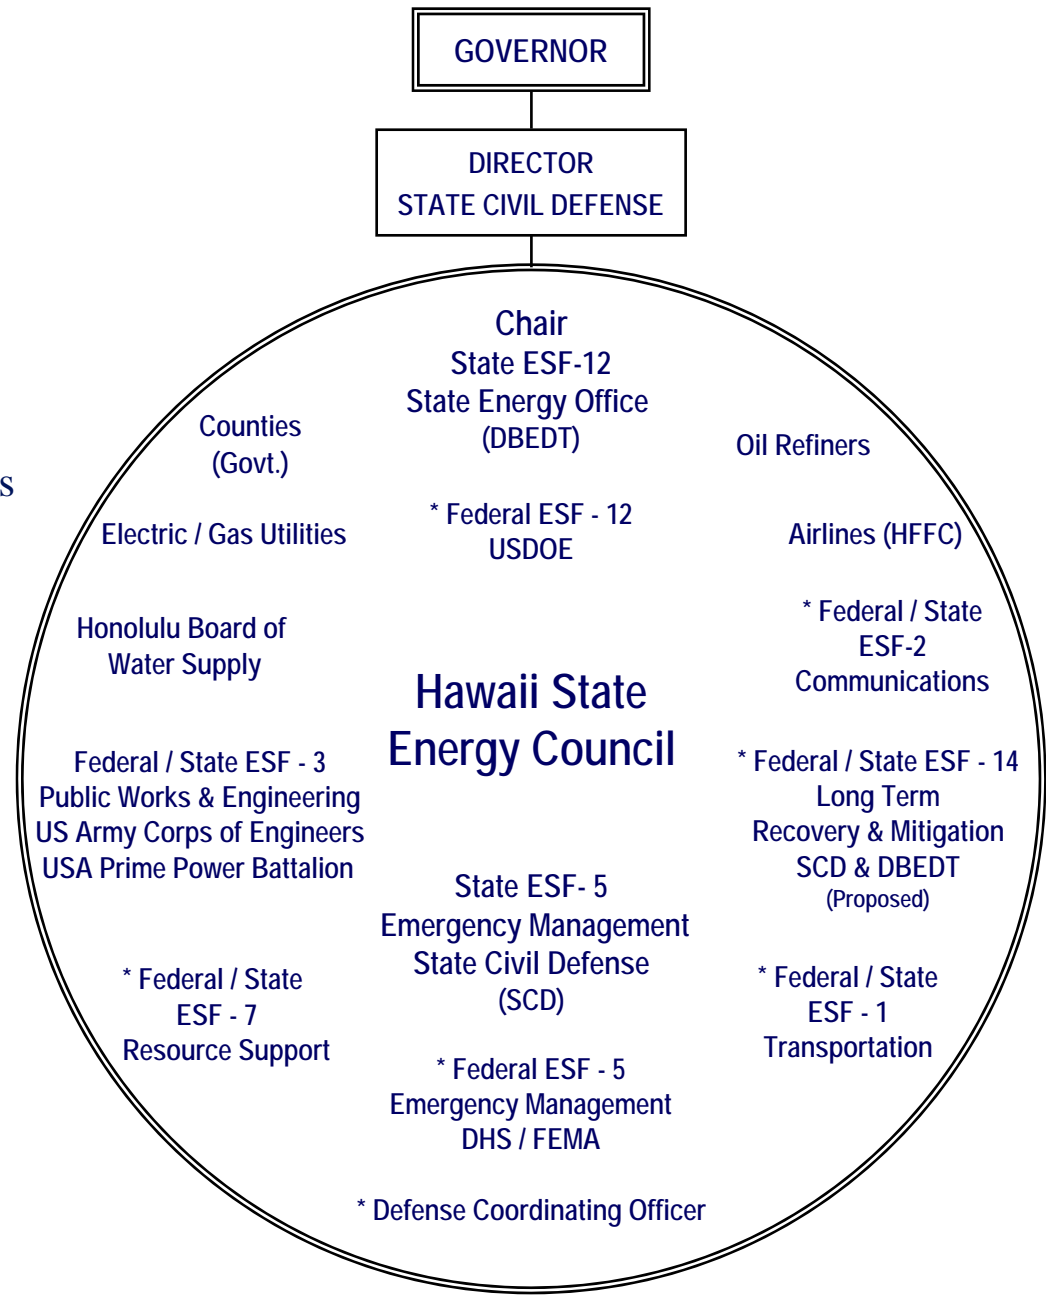 GOVERNOR
DIRECTOR
STATE CIVIL DEFENSE
Chair
State ESF-12
State Energy Office
(DBEDT)
Counties
(Govt.)
Oil Refiners
s
Electric / Gas Utilities
* Federal ESF - 12
USDOE
Airlines (HFFC)
Honolulu Board of
Water Supply
* Federal / State
ESF-2
Communications
Hawaii State
Energy Council
Federal / State ESF - 3
Public Works & Engineering
US Army Corps of Engineers
USA Prime Power Battalion
* Federal / State ESF - 14
Long Term
Recovery & Mitigation
SCD & DBEDT
(Proposed)
State ESF- 5
Emergency Management
State Civil Defense
(SCD)
* Federal / State
ESF - 7
Resource Support
* Federal / State
ESF - 1
Transportation
* Federal ESF - 5
Emergency Management
DHS / FEMA
* Defense Coordinating Officer